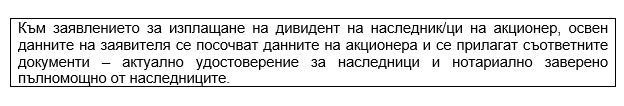 Към заявлението за изплащане на дивидент на наследник/ци на акционер, освен
данните на заявителя се посочват данните на акционера и се прилагат съответните
документи – актуално удостоверение за наследници и нотариално заверено
пълномощно от наследниците.